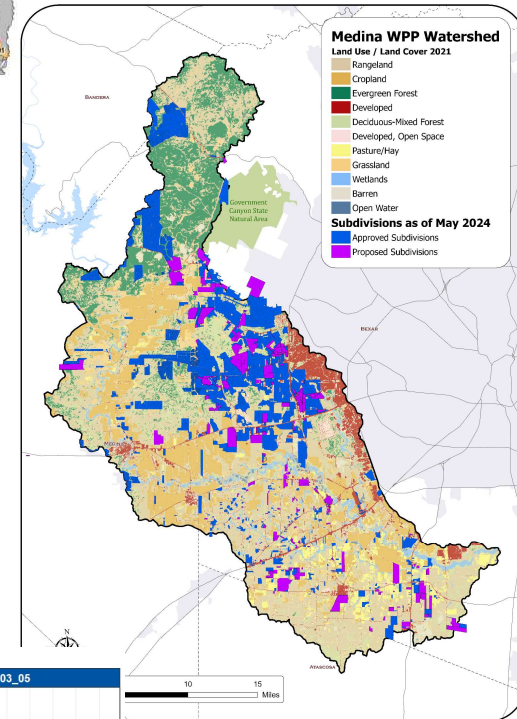 Medina WPP Watershed
Land Use / Land Cover 2021
Rangeland
Cropland
Evergreen Forest
Developed
Deciduous-Mixed Forest
Developed, Open Space
Pasture/Hay
Grassland
Wetlands
Barren
Open Water
Subdivisions as of May 2024
Approved Subdivisions
Proposed Subdivisions
BANDERA
Government
Canyon State
Natural Area
BEXAR
ATASCOSA
N
03_05
10
15
Miles